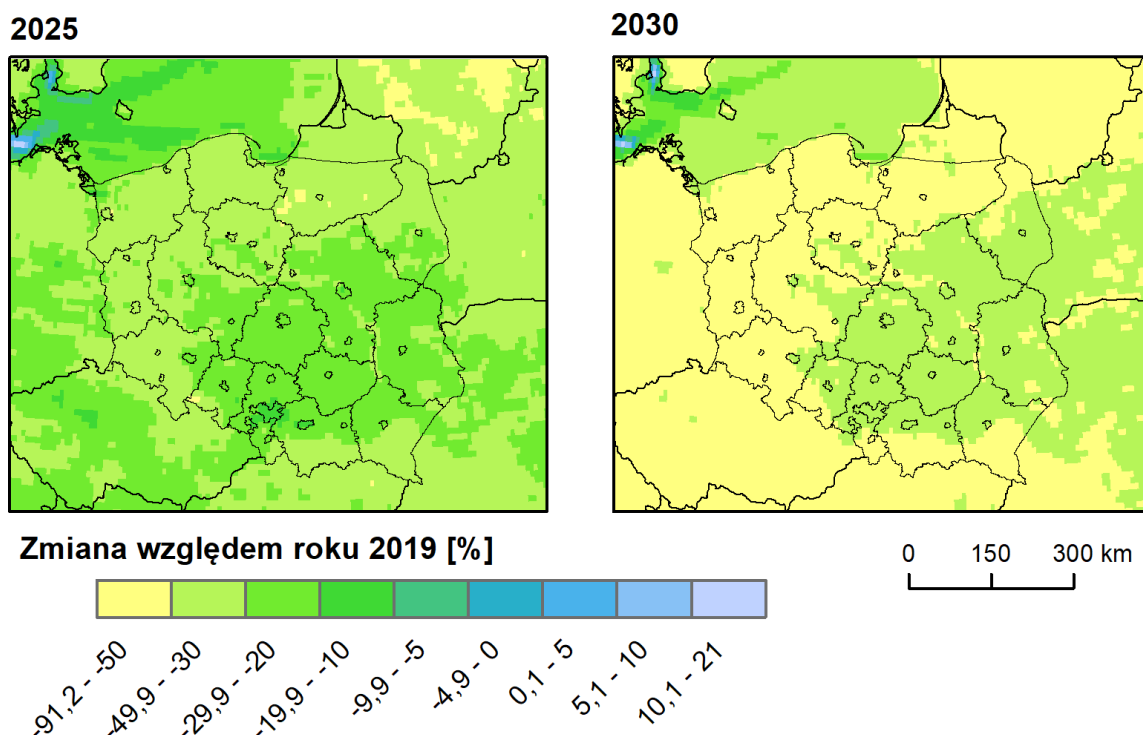 2025
2030
Zmiana względem roku 2019 [%]
0 150 300 km
-91,2 - -50
-49,9 - -30
-29,9 - -20
-19,9 - -10
-9,9 - -5
-4,9 - 0
0,1 - 5
5,1 - 10
10,1 - 21